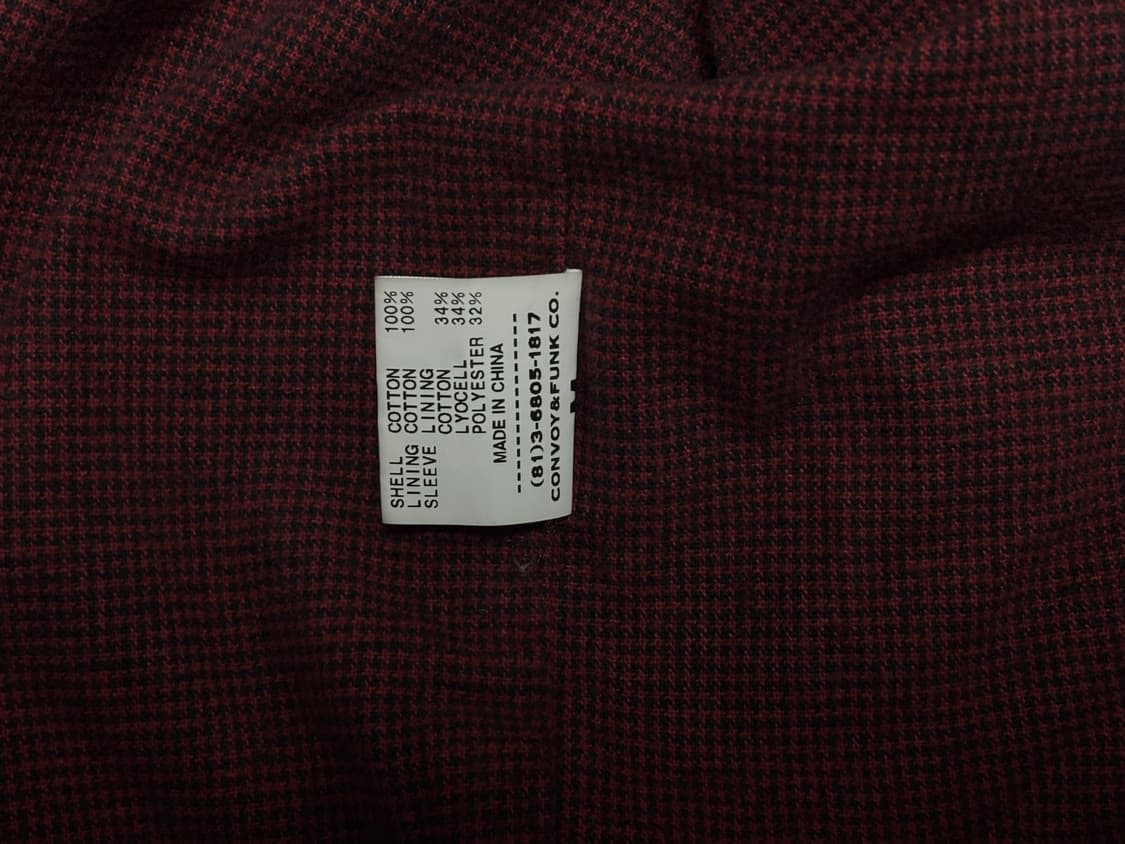 SHELL COTTON 100%
LINING COTTON 100%
SLEEVE LINING
COTTON 34%
LYOCELL 34%
POLYESTER 32%
MADE IN CHINA
--------------------
(81)3-6805-1817
CONVOY&FUNK CO.